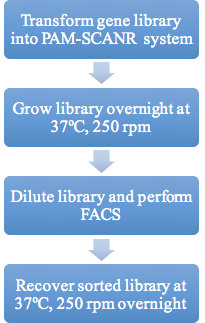 Transform gene library
into PAM-SCANR system
Grow library overnight at
37ºC, 250 rpm
Dilute library and perform
FACS
Recover sorted library at
37ºC, 250 rpm overnight